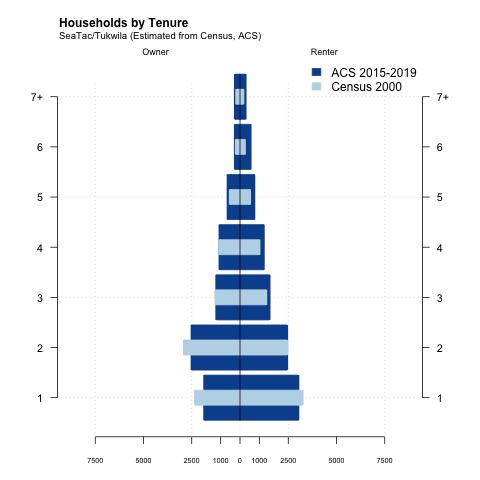 Households by Tenure
SeaTac/Tukwila (Estimated from Census, ACS)
Owner Renter
ACS 2015-2019
Census 2000
7+ 7+
6 6
5 5
4 4
3 3
2 2
1 1
7500 5000 2500 1000 0 1000 2500 5000 7500